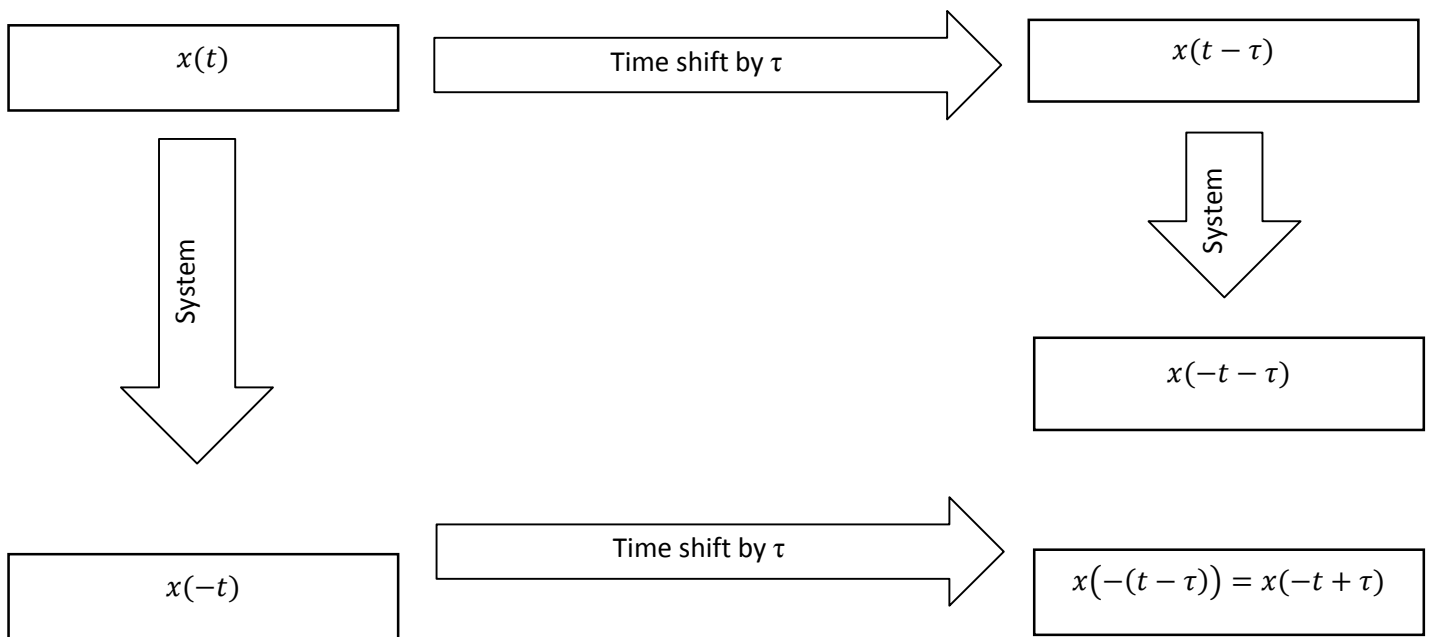 x(t)
Time shift by τ
x(t − τ)
System
System
x(−t − τ)
x(−t)
Time shift by τ
x(−(t − τ)) = x(−t + τ)